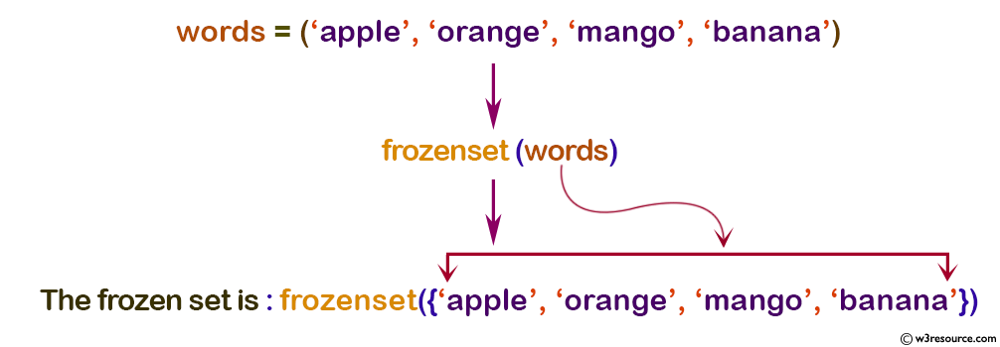 words = (‘apple’, ‘orange’, ‘mango’, ‘banana’)
frozenset (words)
The frozen set is : frozenset({‘apple’, ‘orange’, ‘mango’, ‘banana’})
© w3resource.com